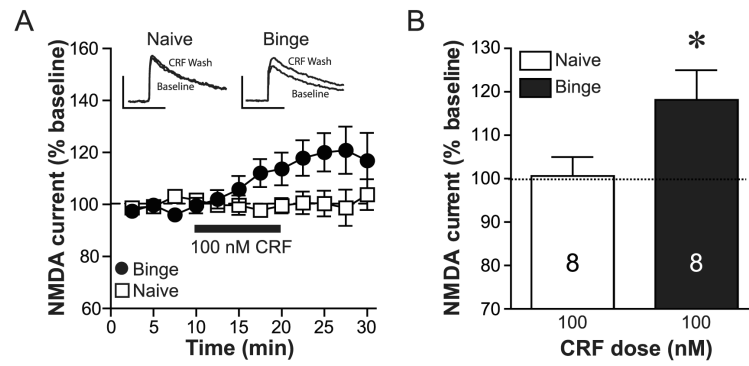 A
Naive
Binge
CRF Wash
Baseline
CRF Wash
Baseline
NMDA current (% baseline)
160
140
120
100
80
60
100 nM CRF
Binge
Naive
0
5
10
15
20
25
30
Time (min)
B
NMDA current (% baseline)
130
120
110
100
90
80
70
Naive
Binge
*
8
8
100
100
CRF dose (nM)